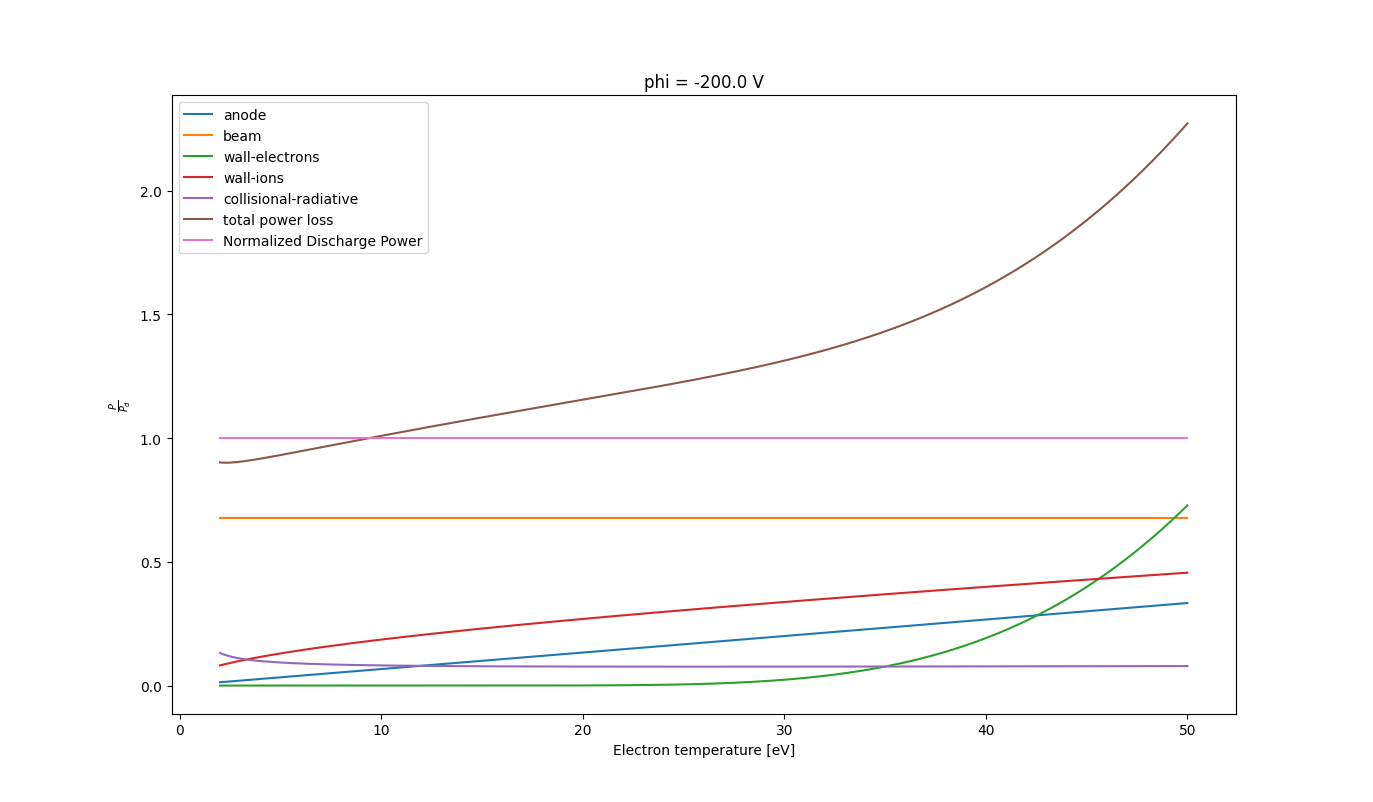 phi = -200.0 V
anode
beam
wall-electrons
wall-ions
collisional-radiative
total power loss
Normalized Discharge Power
2.0
1.5
1.0
0.5
0.0
P
P_d
0 10 20 30 40 50
Electron temperature [eV]